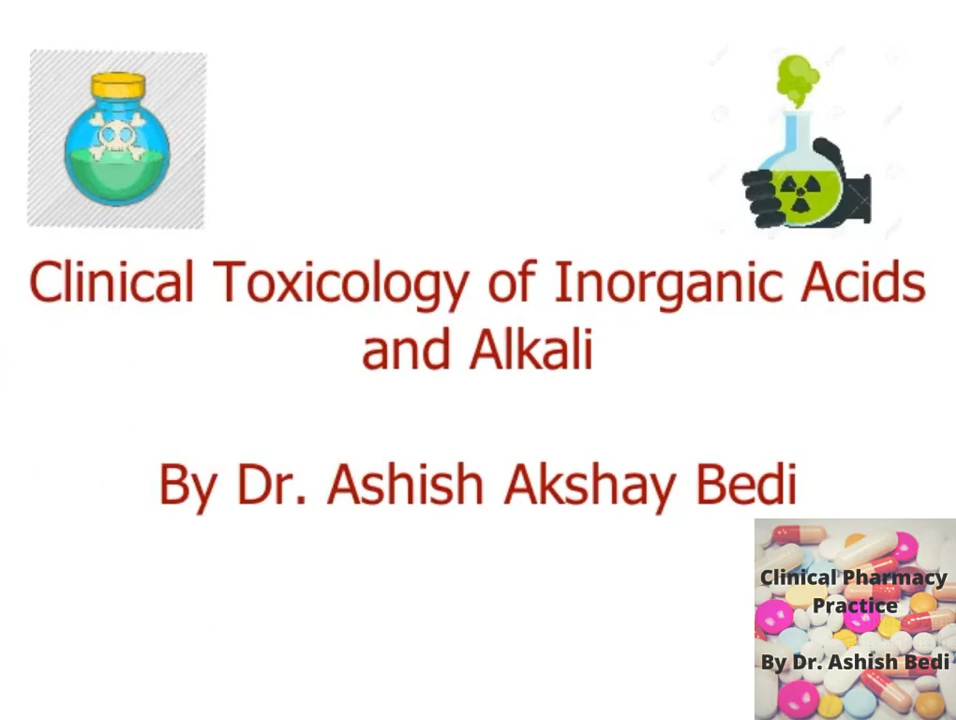 Clinical Toxicology of Inorganic Acids
and Alkali
By Dr. Ashish Akshay Bedi
Clinical Pharmacy
Practice
By Dr. Ashish Bedi